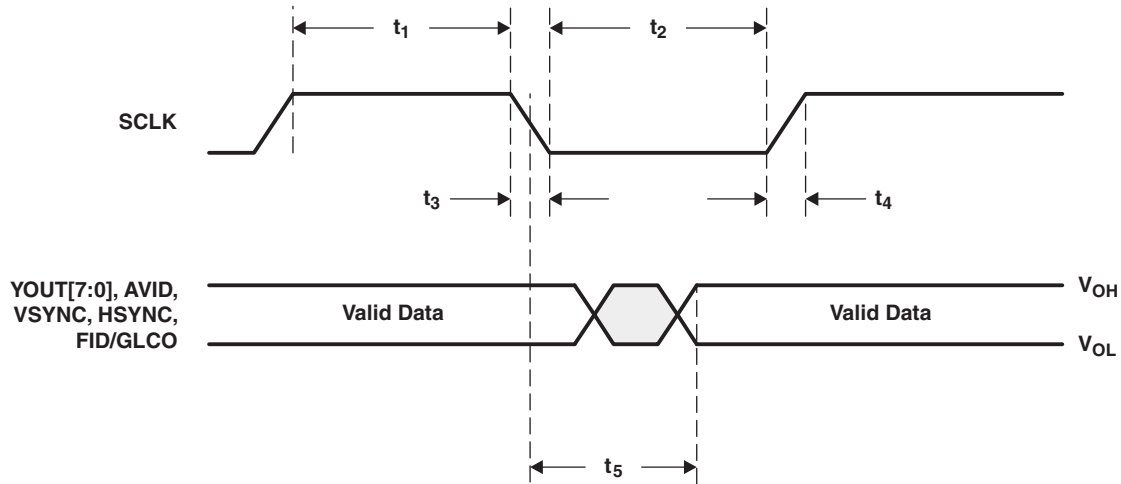 t1
t2
SCLK
t3
t4
YOUT[7:0], AVID,
VSYNC, HSYNC,
FID/GLCO
Valid Data
Valid Data
VOH
VOL
t5